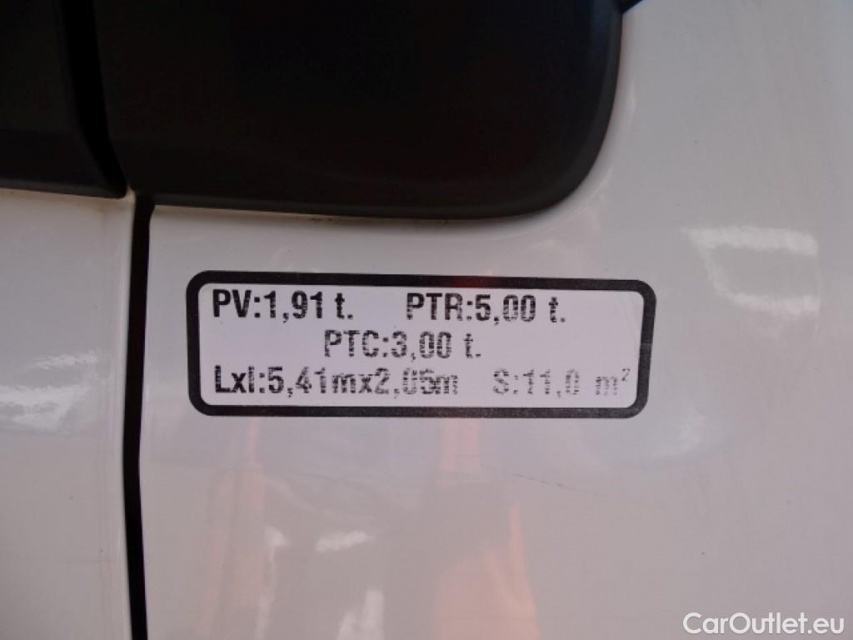 PV:1,91 t. PTR:5,00 t.
PTC:3,00 t.
Lxl:5,41mx2,05m S:11,0 m²
CarOutlet.eu